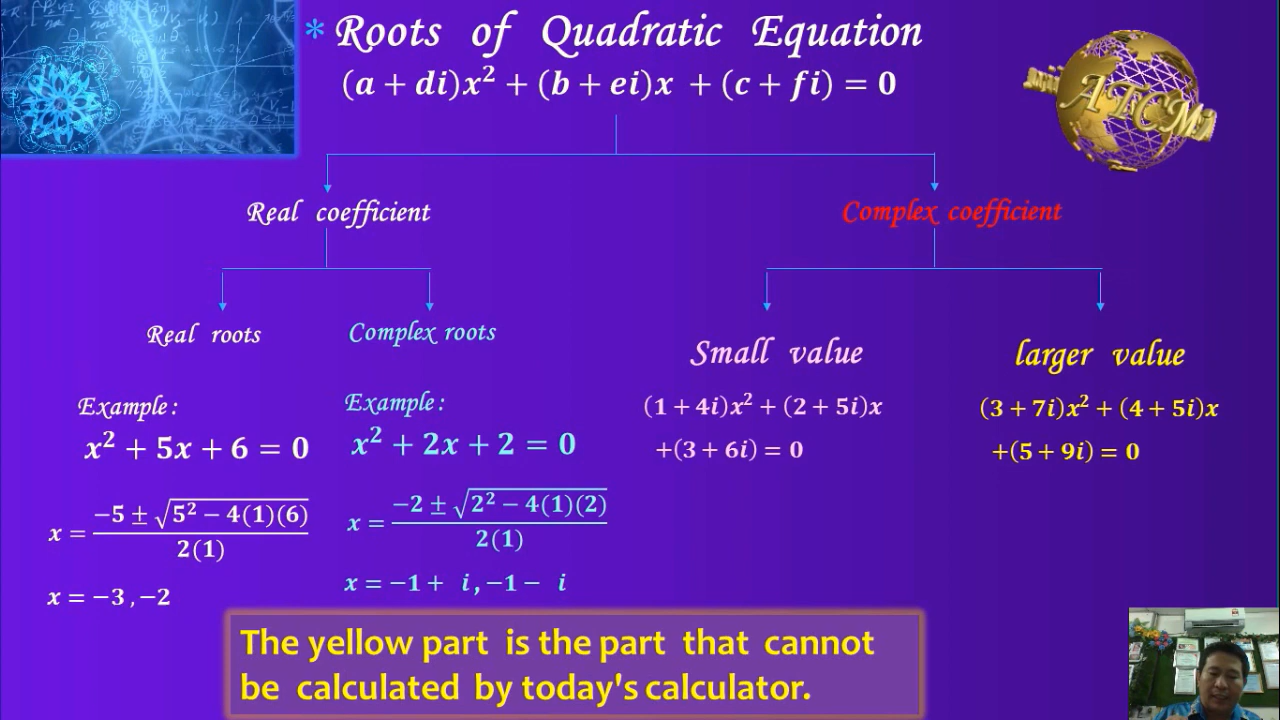 * Roots of Quadratic Equation
(a + di)x² + (b + ei)x + (c + fi) = 0
ATCMi
Real coefficient
Complex coefficient
Real roots
Complex roots
Small value
larger value
Example :
x² + 5x + 6 = 0
x = (−5 ± √(5² − 4(1)(6))) / 2(1)
x = −3 , −2
Example :
x² + 2x + 2 = 0
x = (−2 ± √(2² − 4(1)(2))) / 2(1)
x = −1 + i , −1 − i
(1 + 4i)x² + (2 + 5i)x
+(3 + 6i) = 0
(3 + 7i)x² + (4 + 5i)x
+(5 + 9i) = 0
The yellow part is the part that cannot
be calculated by today's calculator.